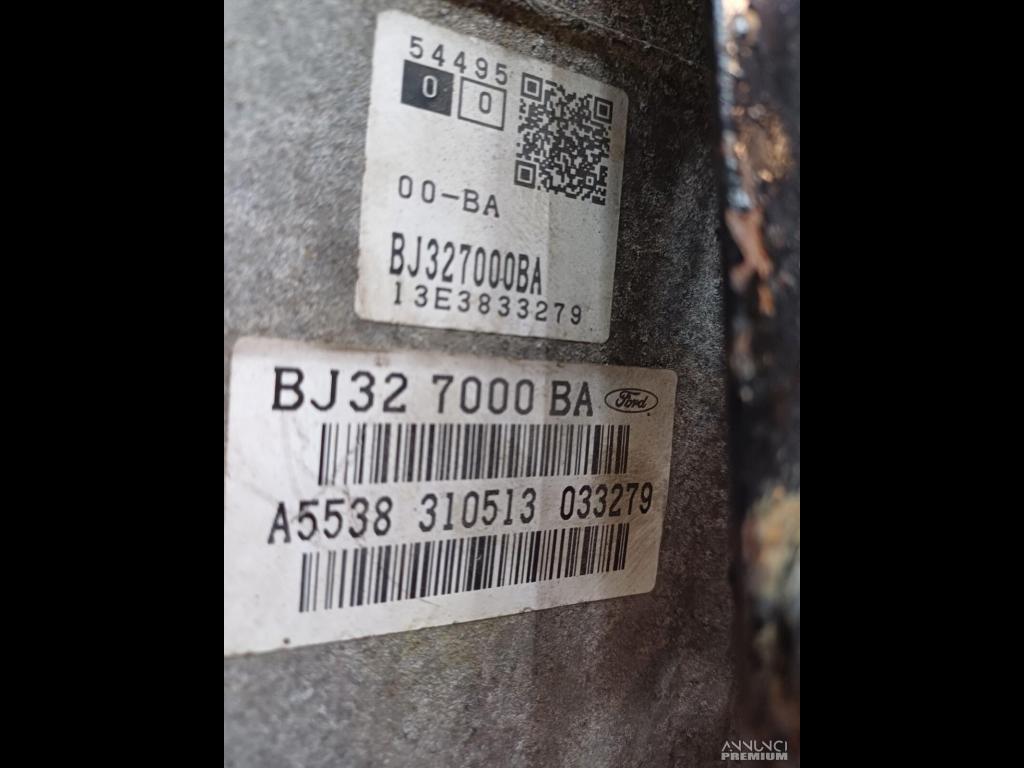 54495
0 0
00-BA
BJ327000BA
13E3833279
BJ32 7000 BA Ford
A5538 310513 033279
ANNUNCI
PREMIUM